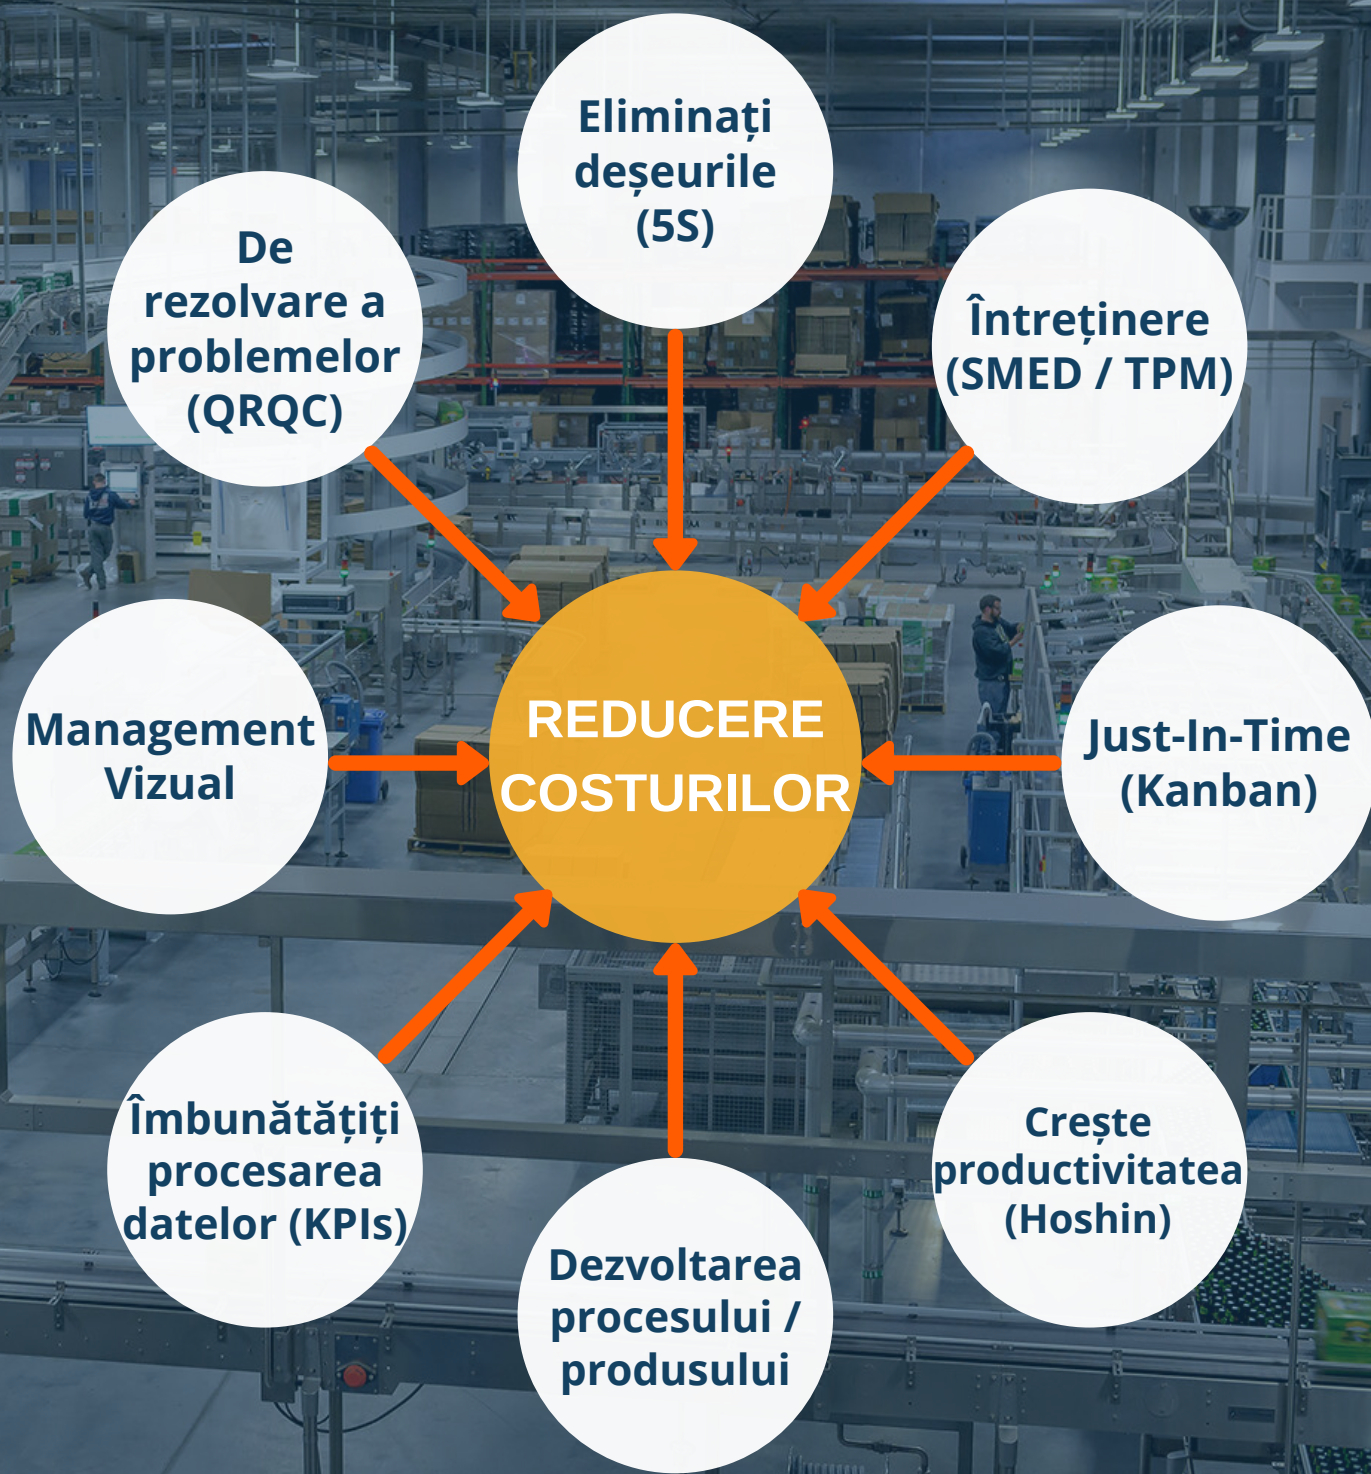 Eliminați
deșeurile
(5S)
De
rezolvare a
problemelor
(QRQC)
Întreținere
(SMED / TPM)
Management
Vizual
REDUCERE
COSTURILOR
Just-In-Time
(Kanban)
Îmbunătățiți
procesarea
datelor (KPIs)
Crește
productivitatea
(Hoshin)
Dezvoltarea
procesului /
produsului